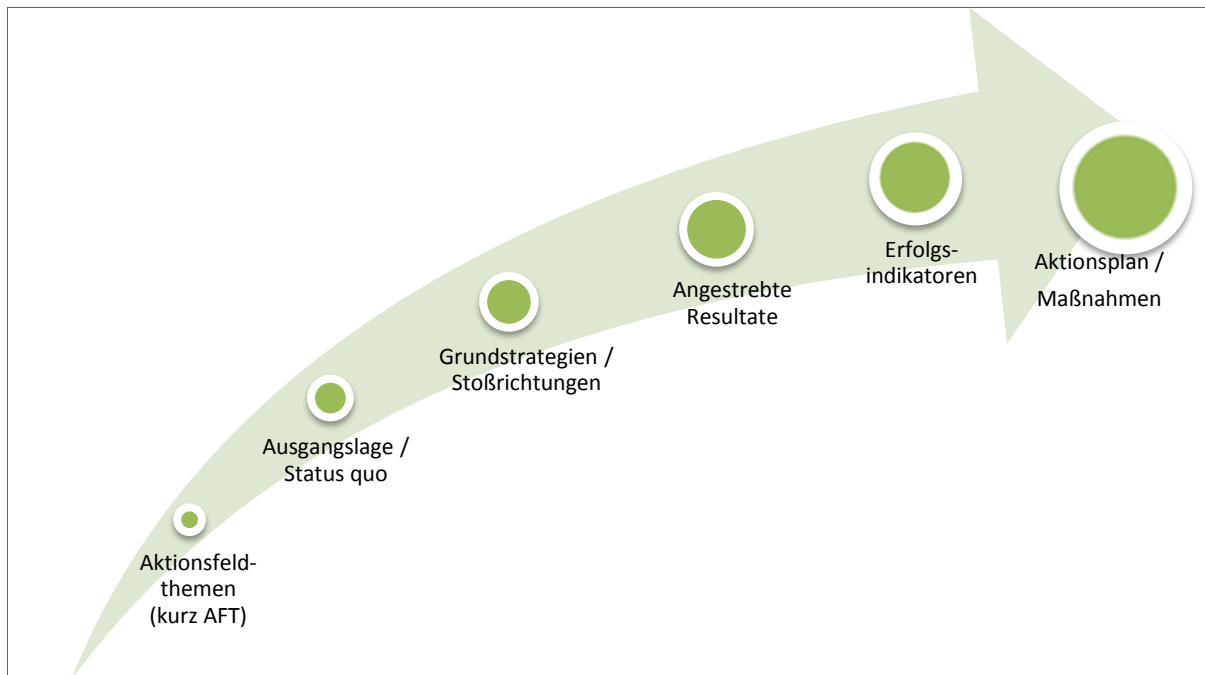 Aktionsfeld-
themen
(kurz AFT)
Ausgangslage /
Status quo
Grundstrategien /
Stoßrichtungen
Angestrebte
Resultate
Erfolgs-
indikatoren
Aktionsplan /
Maßnahmen